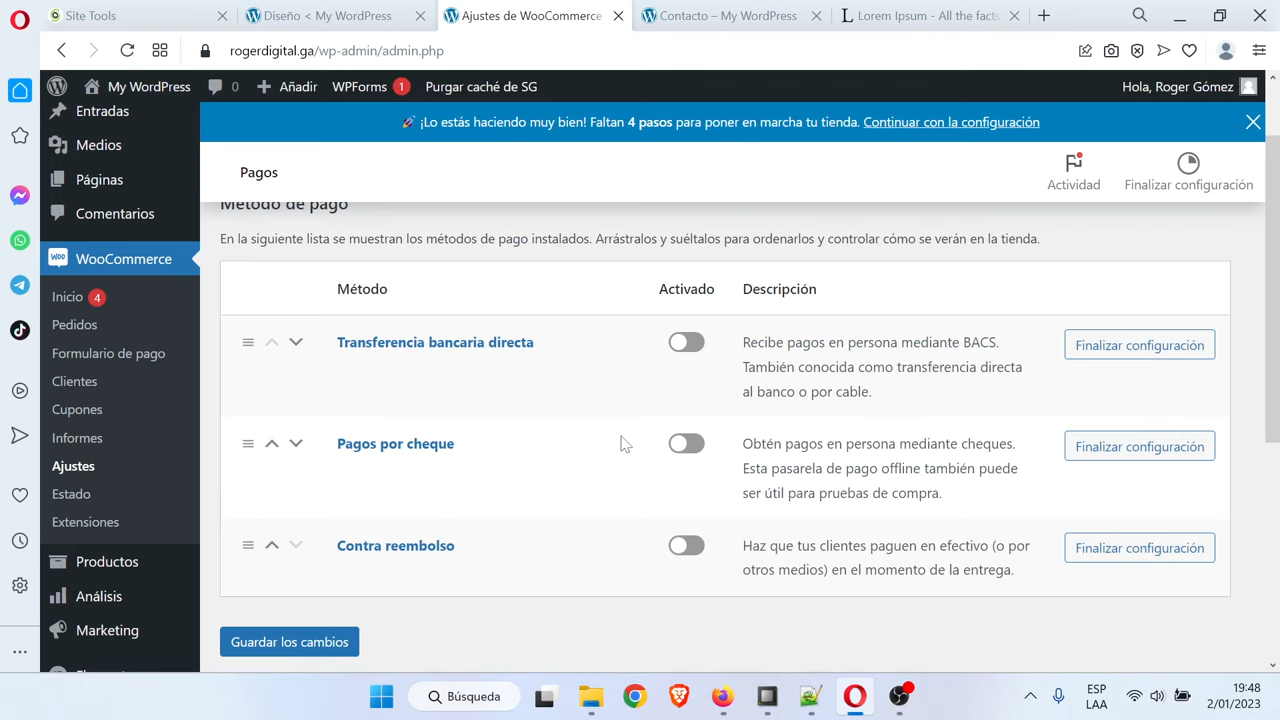 Site Tools
Diseño < My WordPress
Ajustes de WooCommerce
Contacto – My WordPress
Lorem Ipsum - All the facts
rogerdigital.ga/wp-admin/admin.php
My WordPress
0
Añadir
WPForms 1
Purgar caché de SG
Hola, Roger Gómez
Entradas
Medios
Páginas
Comentarios
WooCommerce
Inicio 4
Pedidos
Formulario de pago
Clientes
Cupones
Informes
Ajustes
Estado
Extensiones
Productos
Análisis
Marketing
¡Lo estás haciendo muy bien! Faltan 4 pasos para poner en marcha tu tienda. Continuar con la configuración
Pagos
Actividad
Finalizar configuración
Método de pago
En la siguiente lista se muestran los métodos de pago instalados. Arrástralos y suéltalos para ordenarlos y controlar cómo se verán en la tienda.
Método
Activado
Descripción
Transferencia bancaria directa
Recibe pagos en persona mediante BACS.
También conocida como transferencia directa
al banco o por cable.
Finalizar configuración
Pagos por cheque
Obtén pagos en persona mediante cheques.
Esta pasarela de pago offline también puede
ser útil para pruebas de compra.
Finalizar configuración
Contra reembolso
Haz que tus clientes paguen en efectivo (o por
otros medios) en el momento de la entrega.
Finalizar configuración
Guardar los cambios
Búsqueda
ESP
LAA
19:48
2/01/2023